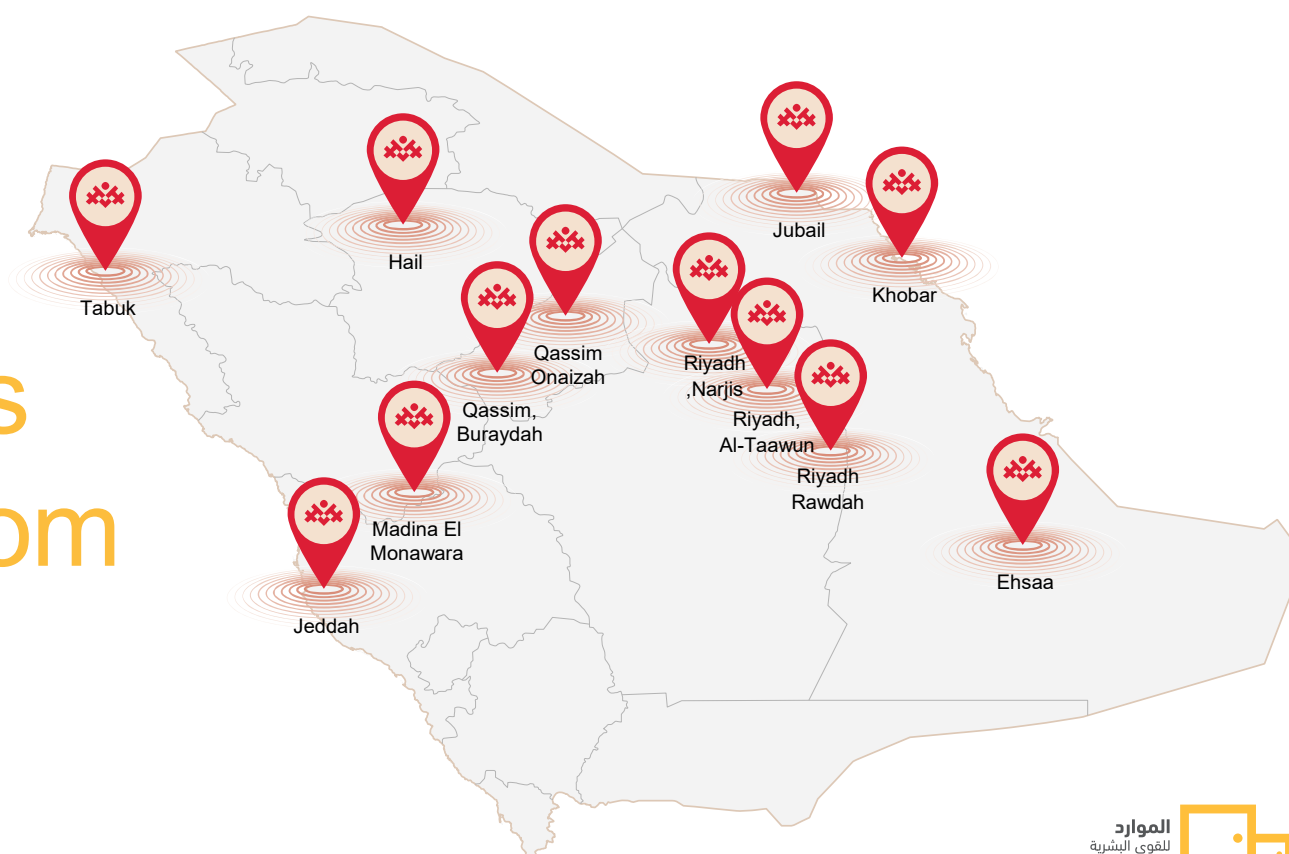 Jubail
Hail
Khobar
Tabuk
Qassim
Onaizah
Riyadh
,Narjis
Qassim,
Buraydah
Riyadh,
Al-Taawun
Riyadh
Rawdah
Madina El
Monawara
Ehsaa
Jeddah
s
om
الموارد
للقوى البشرية